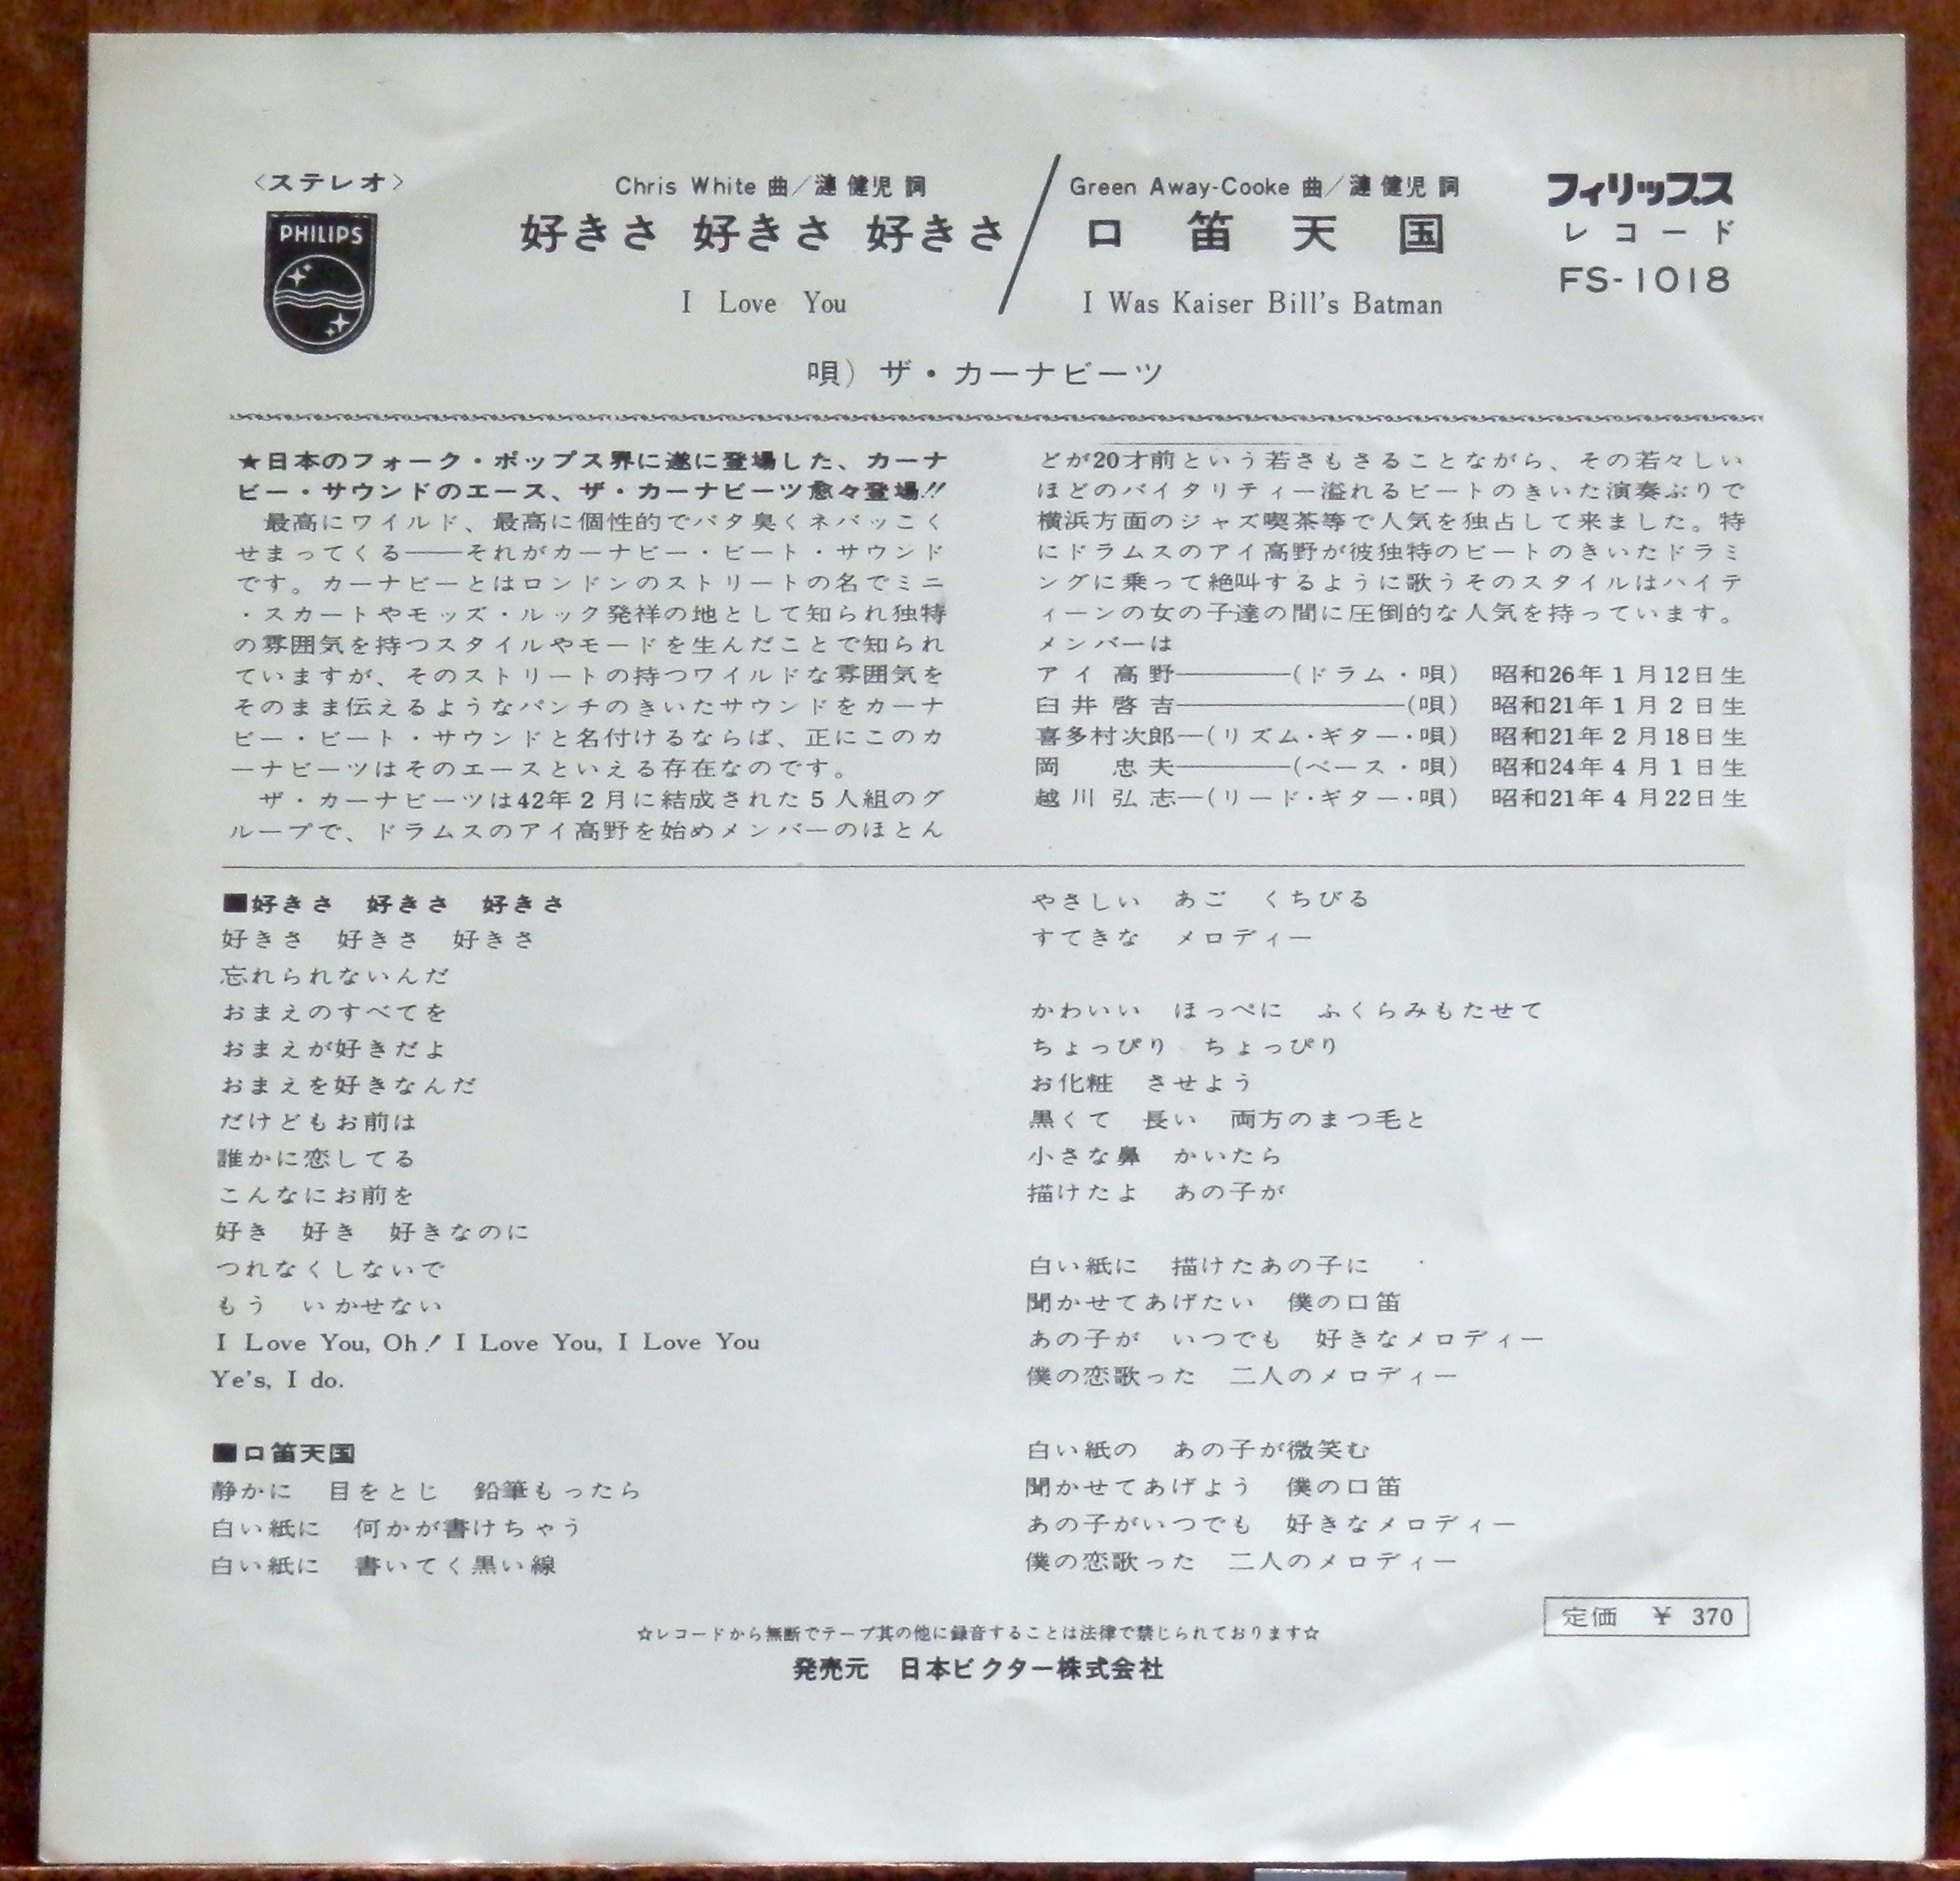 〈ステレオ〉
PHILIPS
Chris White 曲／漣 健児 詞
好きさ 好きさ 好きさ
I Love You
Green Away-Cooke 曲／漣 健児 詞
口笛天国
I Was Kaiser Bill's Batman
フィリップス
レコード
FS-1018
唄）ザ・カーナビーツ
★日本のフォーク・ポップス界に遂に登場した、カーナ
ビー・サウンドのエース、ザ・カーナビーツ愈々登場!!
最高にワイルド、最高に個性的でバタ臭くネバッこく
せまってくる――それがカーナビー・ビート・サウンド
です。カーナビーとはロンドンのストリートの名でミニ
・スカートやモッズ・ルック発祥の地として知られ独特
の雰囲気を持つスタイルやモードを生んだことで知られ
ていますが、そのストリートの持つワイルドな雰囲気を
そのまま伝えるようなパンチのきいたサウンドをカーナ
ビー・ビート・サウンドと名付けるならば、正にこのカ
ーナビーツはそのエースといえる存在なのです。
ザ・カーナビーツは42年2月に結成された5人組のグ
ループで、ドラムスのアイ高野を始めメンバーのほとん
どが20才前という若さもさることながら、その若々しい
ほどのバイタリティー溢れるビートのきいた演奏ぶりで
横浜方面のジャズ喫茶等で人気を独占して来ました。特
にドラムスのアイ高野が彼独特のビートのきいたドラミ
ングに乗って絶叫するように歌うそのスタイルはハイテ
ィーンの女の子達の間に圧倒的な人気を持っています。
メンバーは
アイ 高野――――（ドラム・唄） 昭和26年1月12日生
臼井啓吉――――――――（唄） 昭和21年1月2日生
喜多村次郎―（リズム・ギター・唄） 昭和21年2月18日生
岡 忠夫――――（ベース・唄） 昭和24年4月1日生
越川弘志―（リード・ギター・唄） 昭和21年4月22日生
■好きさ 好きさ 好きさ
好きさ 好きさ 好きさ
忘れられないんだ
おまえのすべてを
おまえが好きだよ
おまえを好きなんだ
だけどもお前は
誰かに恋してる
こんなにお前を
好き 好き 好きなのに
つれなくしないで
もう いかせない
I Love You, Oh! I Love You, I Love You
Ye's, I do.
■口笛天国
静かに 目をとじ 鉛筆もったら
白い紙に 何かが書けちゃう
白い紙に 書いてく黒い線
やさしい あご くちびる
すてきな メロディー
かわいい ほっぺに ふくらみもたせて
ちょっぴり ちょっぴり
お化粧 させよう
黒くて 長い 両方のまつ毛と
小さな鼻 かいたら
描けたよ あの子が
白い紙に 描けたあの子に
聞かせてあげたい 僕の口笛
あの子が いつでも 好きなメロディー
僕の恋歌った 二人のメロディー
白い紙の あの子が微笑む
聞かせてあげよう 僕の口笛
あの子がいつでも 好きなメロディー
僕の恋歌った 二人のメロディー
定価 ￥ 370
☆レコードから無断でテープ其の他に録音することは法律で禁じられております☆
発売元 日本ビクター株式会社